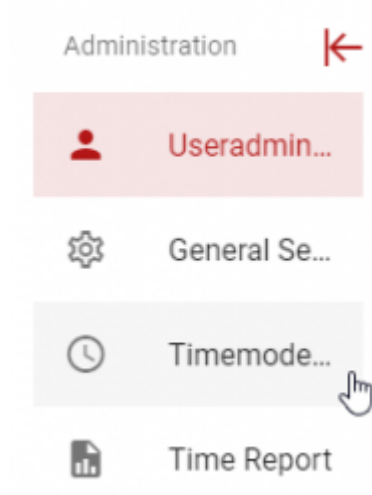 Administration
Useradmin...
General Se...
Timemode...
Time Report